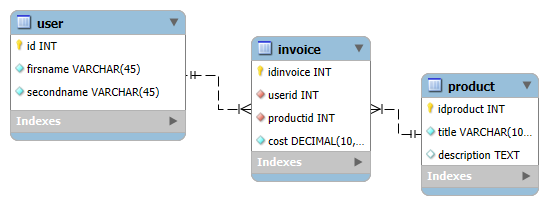 user
id INT
firsname VARCHAR(45)
secondname VARCHAR(45)
Indexes
invoice
idinvoice INT
userid INT
productid INT
cost DECIMAL(10,...
Indexes
product
idproduct INT
title VARCHAR(10...
description TEXT
Indexes